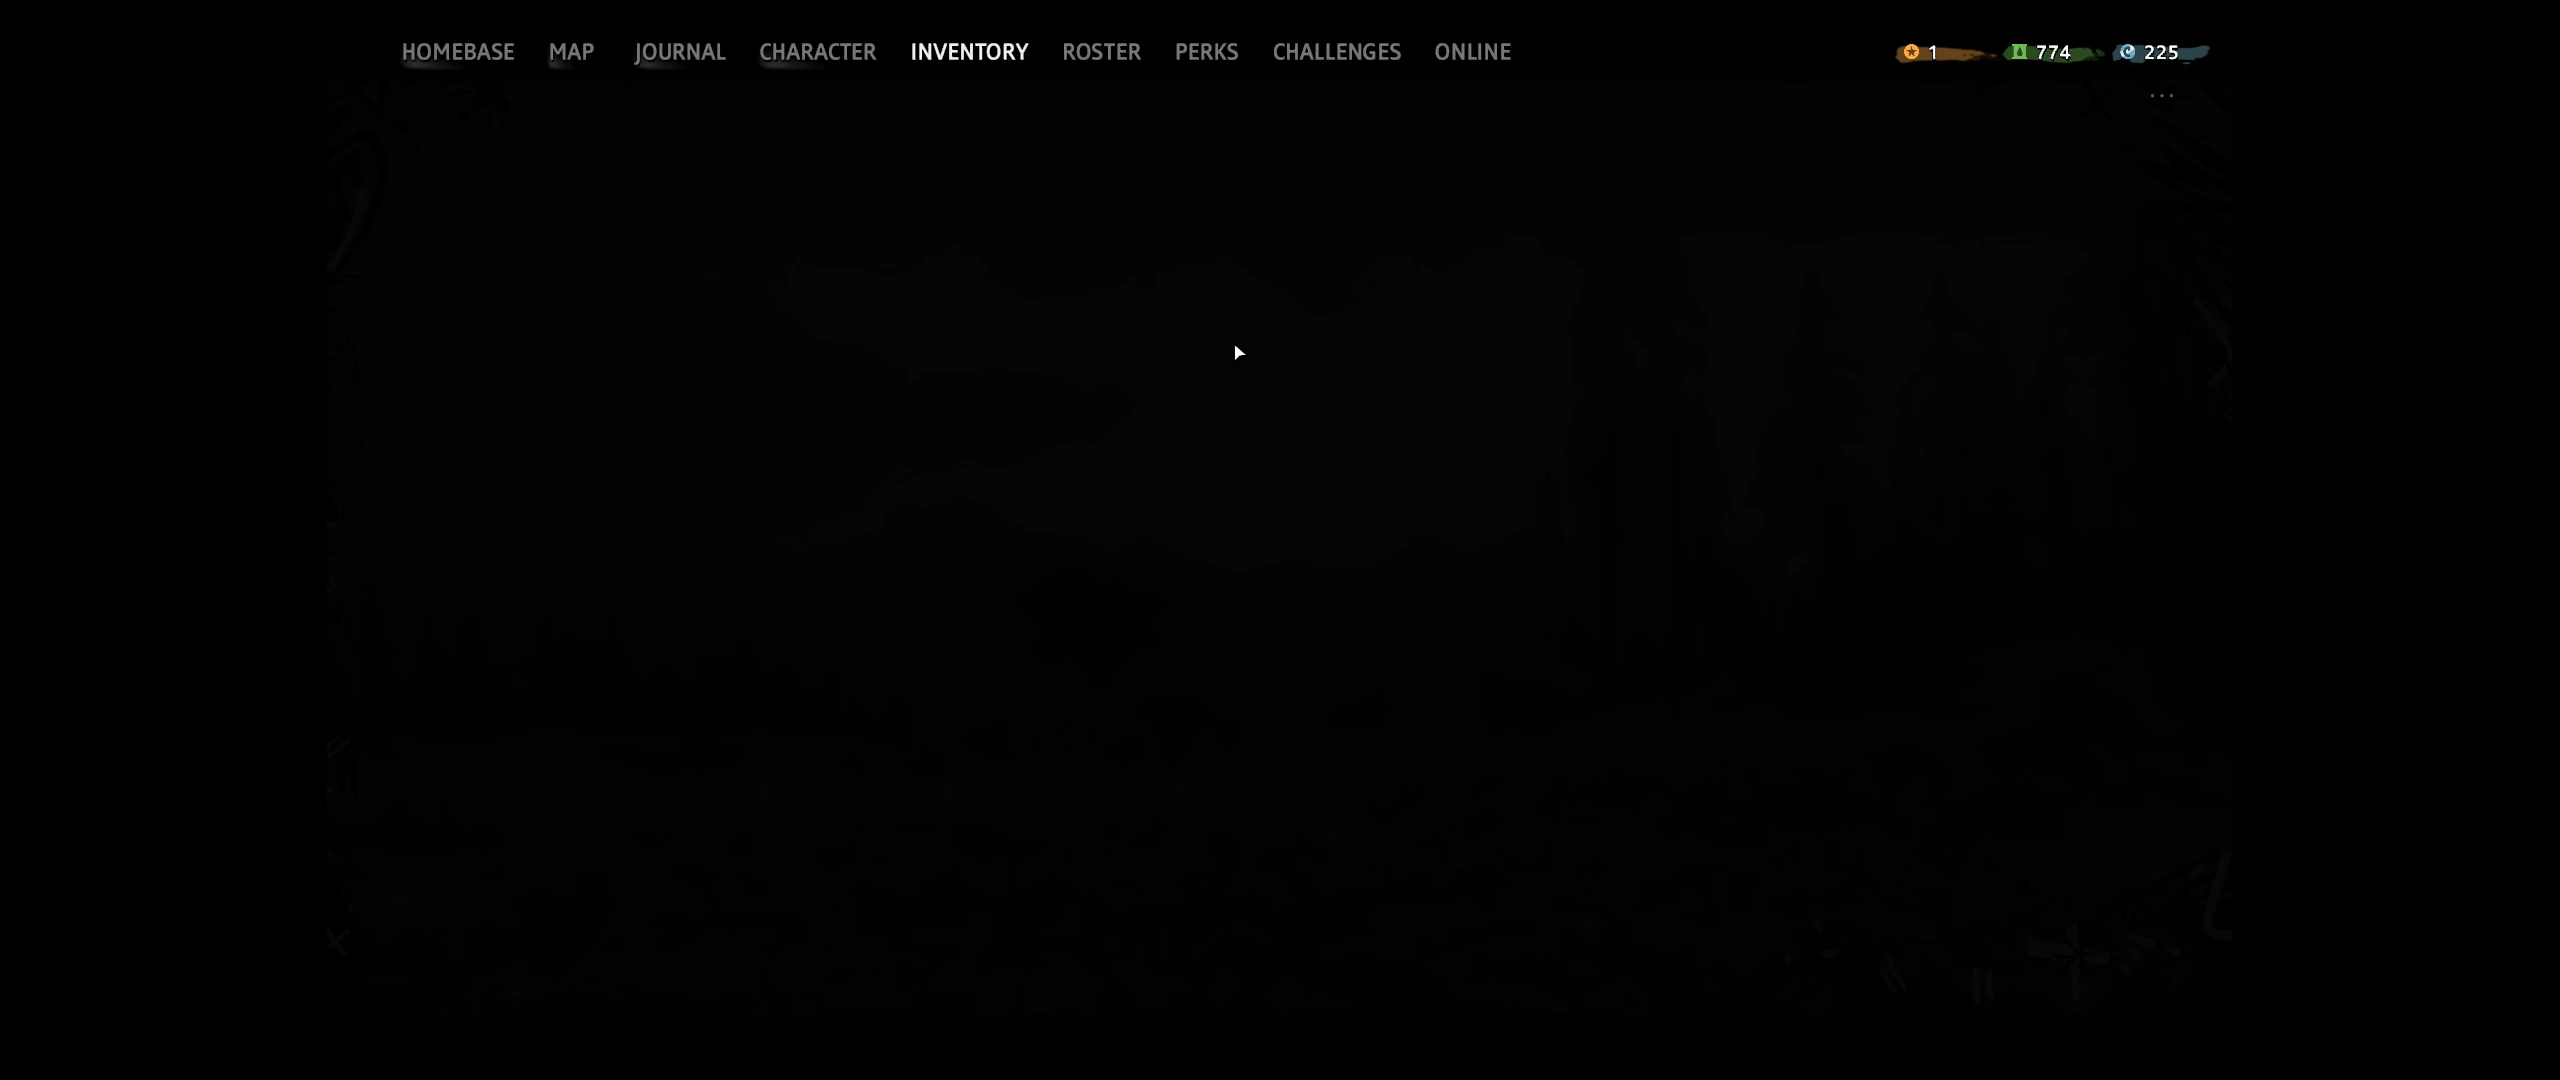 HOMEBASE MAP JOURNAL CHARACTER INVENTORY ROSTER PERKS CHALLENGES ONLINE 1 774 225
...